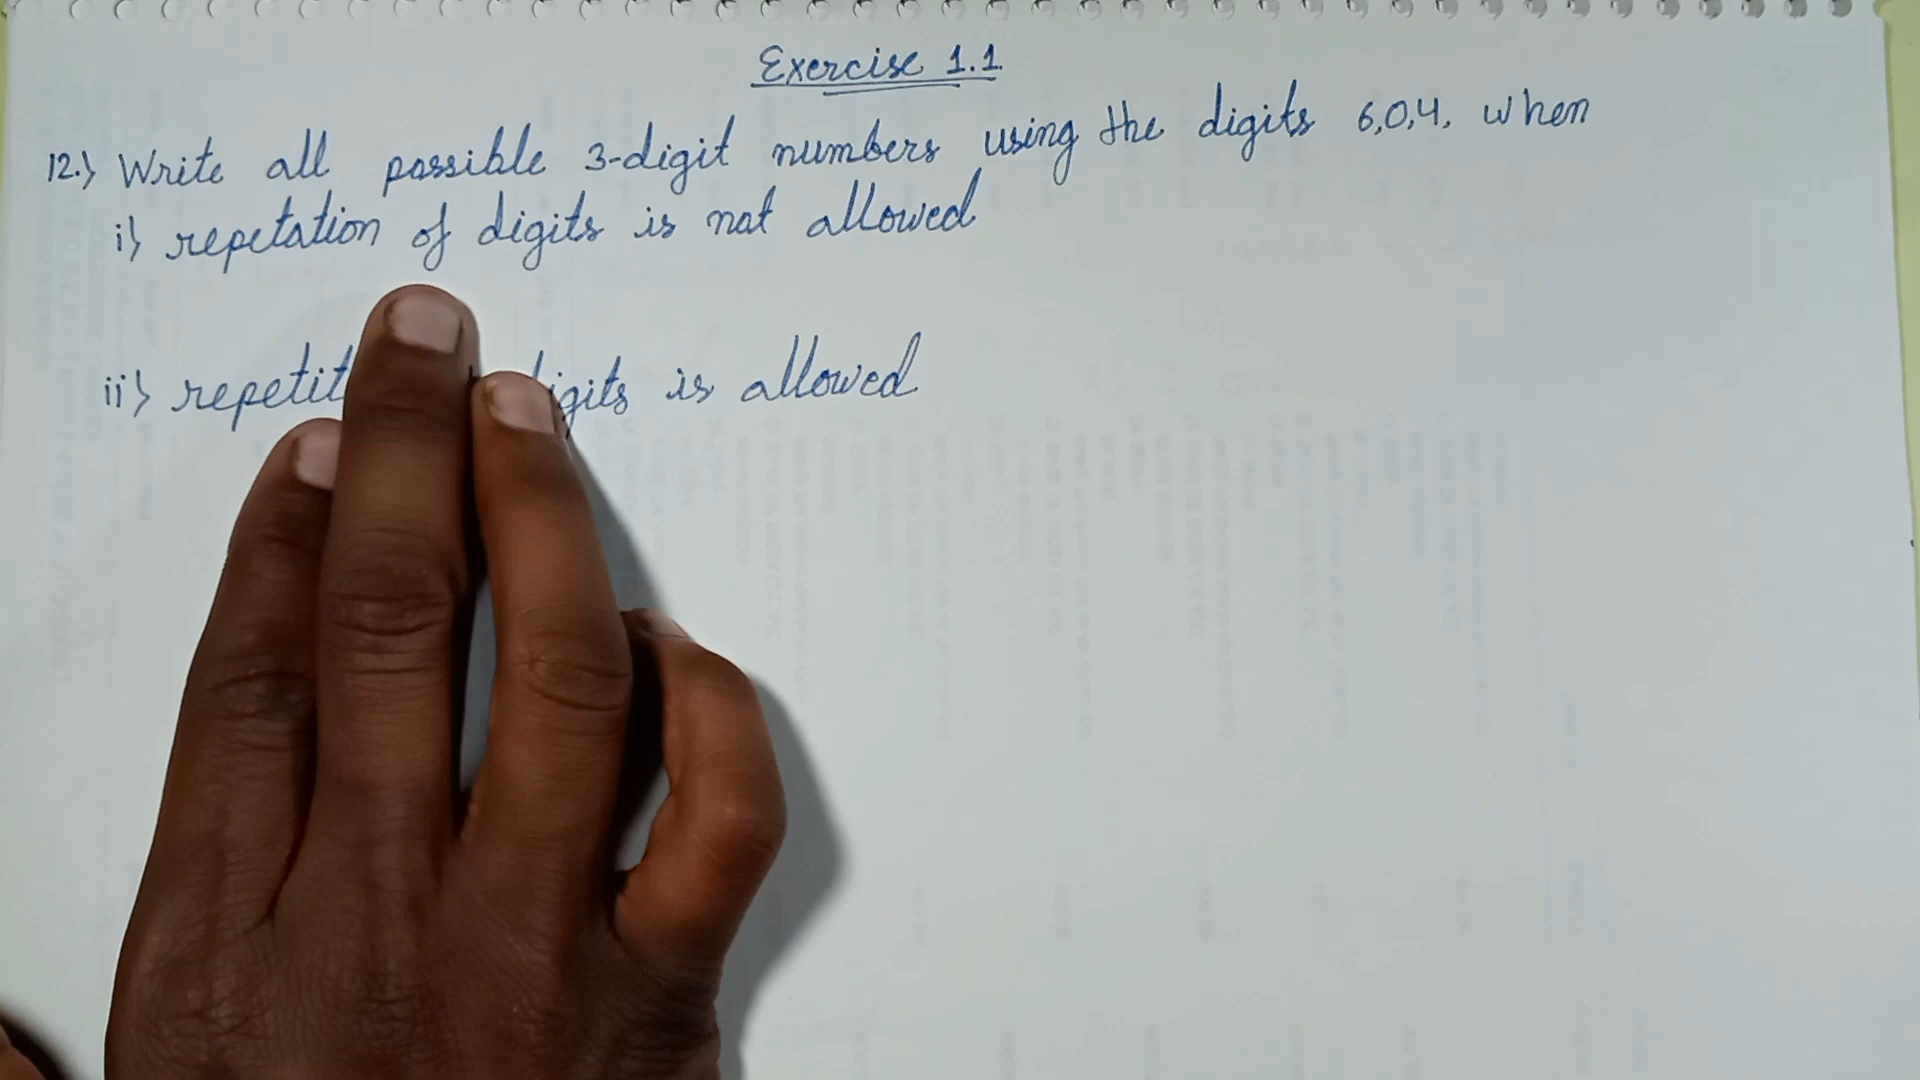 Exercise 1.1
12.) Write all possible 3-digit numbers using the digits 6,0,4, when
i) repetation of digits is not allowed
ii) digits is allowed